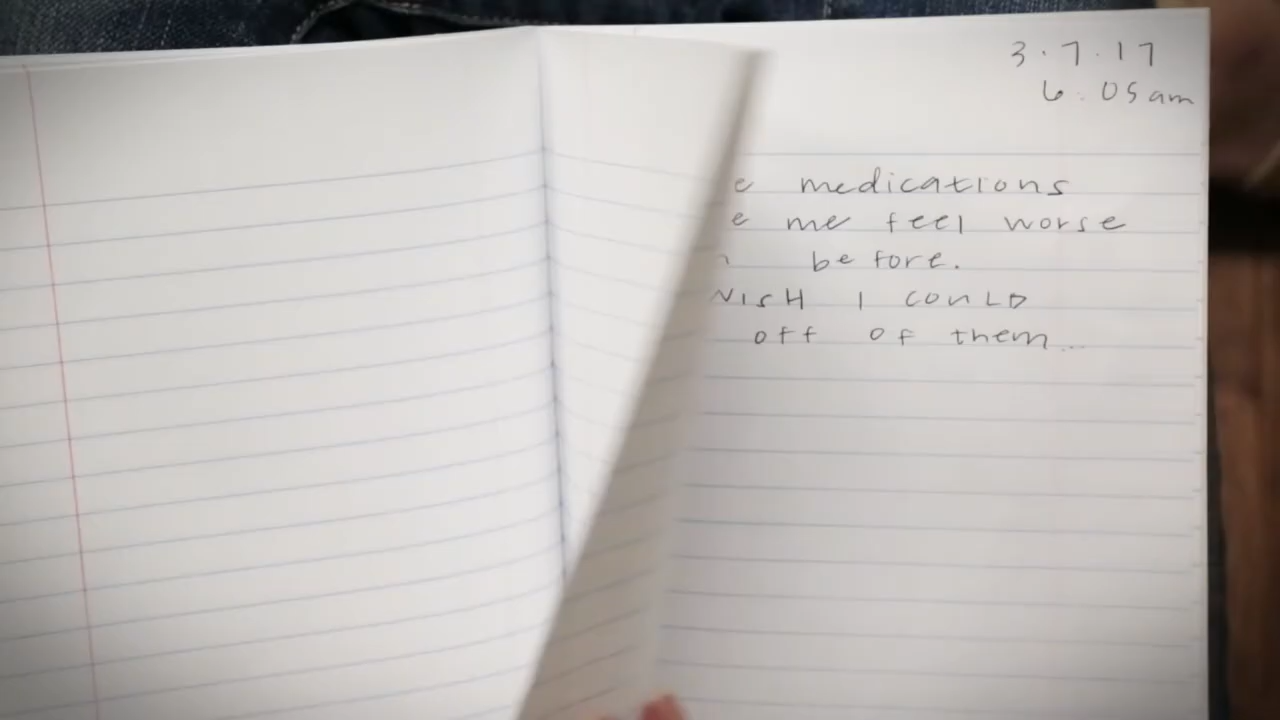 3.7.17
6:05am
e medications
e me feel worse
before.
WISH I COULD
off of them...